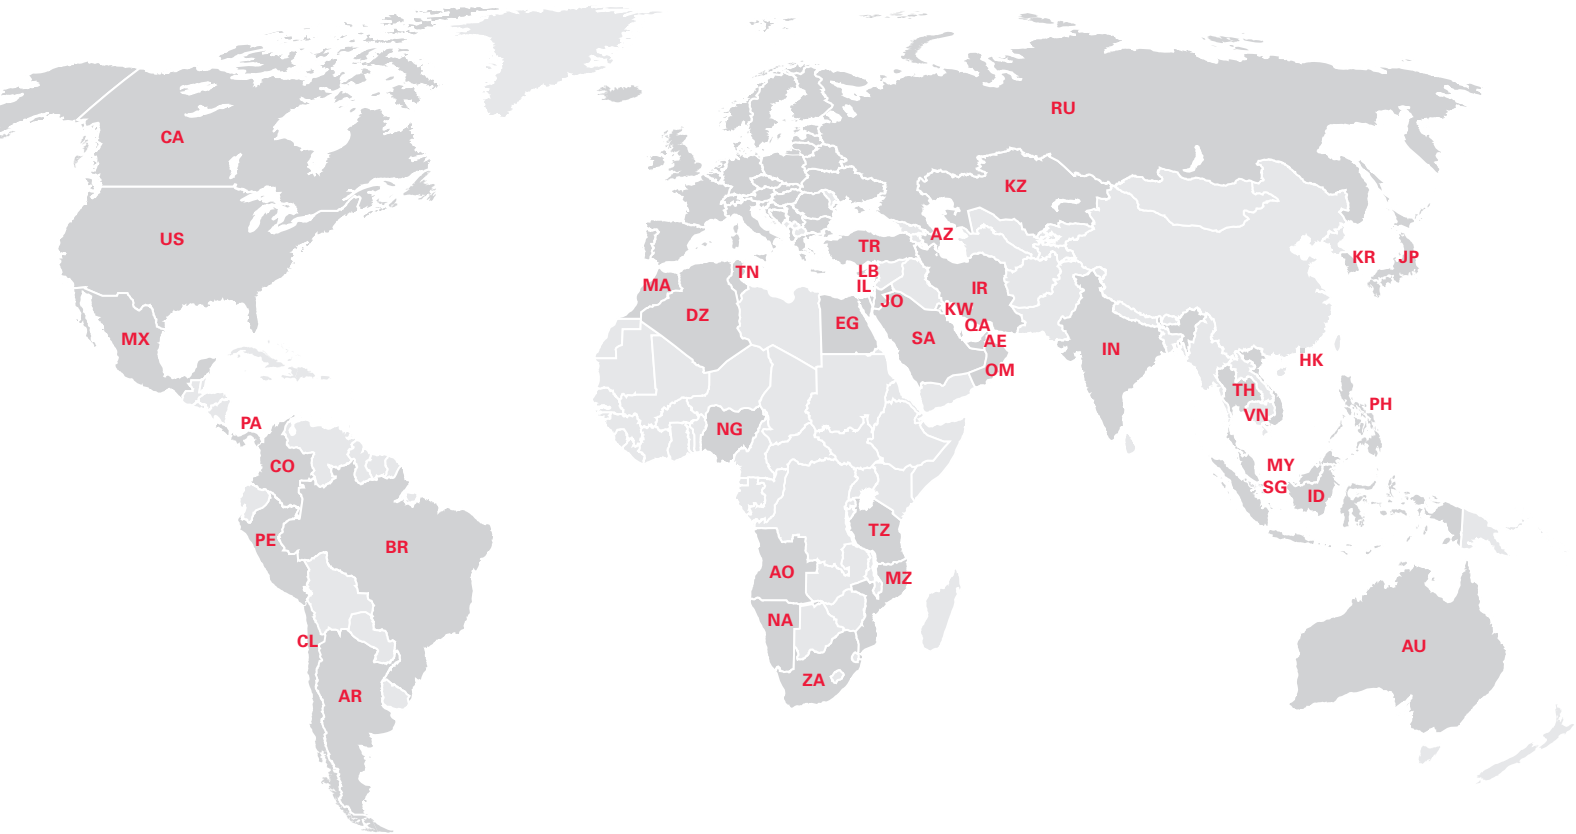 RU
CA
KZ
US
AZ
TR
KR
JP
LB
TN
MA
IL
IR
JO
KW
DZ
EG
QA
SA
AE
MX
IN
HK
OM
TH
PH
VN
PA
NG
CO
MY
SG
ID
TZ
PE
BR
AO
MZ
NA
CL
AU
ZA
AR